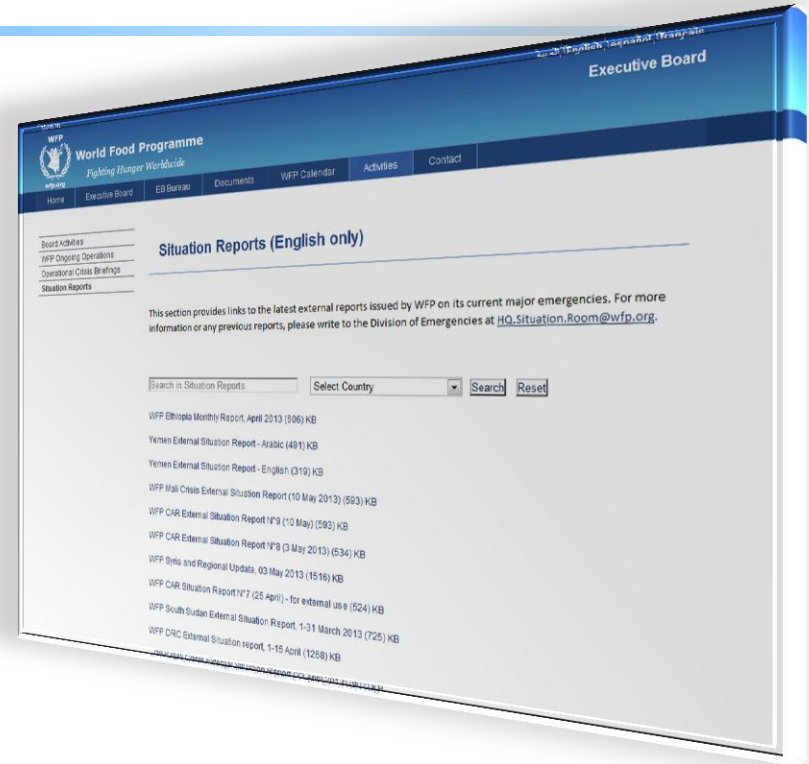 English español français
Executive Board
WFP
wfp.org
World Food Programme
Fighting Hunger Worldwide
Home Executive Board EB Bureau Documents WFP Calendar Activities Contact
Board Activities
WFP Ongoing Operations
Operational Crisis Briefings
Situation Reports
Situation Reports (English only)
This section provides links to the latest external reports issued by WFP on its current major emergencies. For more
information or any previous reports, please write to the Division of Emergencies at HQ.Situation.Room@wfp.org.
Search in Situation Reports Select Country Search Reset
WFP Ethiopia Monthly Report, April 2013 (606) KB
Yemen External Situation Report - Arabic (491) KB
Yemen External Situation Report - English (319) KB
WFP Mali Crisis External Situation Report (10 May 2013) (593) KB
WFP CAR External Situation Report N°9 (10 May) (593) KB
WFP CAR External Situation Report N°8 (3 May 2013) (534) KB
WFP Syria and Regional Update, 03 May 2013 (1516) KB
WFP CAR Situation Report N°7 (25 April) - for external use (524) KB
WFP South Sudan External Situation Report, 1-31 March 2013 (725) KB
WFP DRC External Situation report, 1-15 April (1258) KB